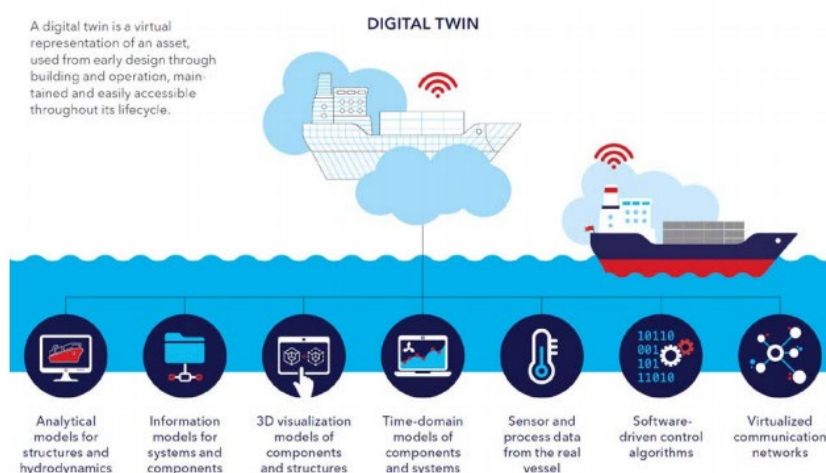 DIGITAL TWIN
A digital twin is a virtual
representation of an asset,
used from early design through
building and operation, main-
tained and easily accessible
throughout its lifecycle.
10110
001
101
11010
Analytical
models for
structures and
hydrodynamics
Information
models for
systems and
components
3D visualization
models of
components
and structures
Time-domain
models of
components
and systems
Sensor and
process data
from the real
vessel
Software-
driven control
algorithms
Virtualized
communication
networks